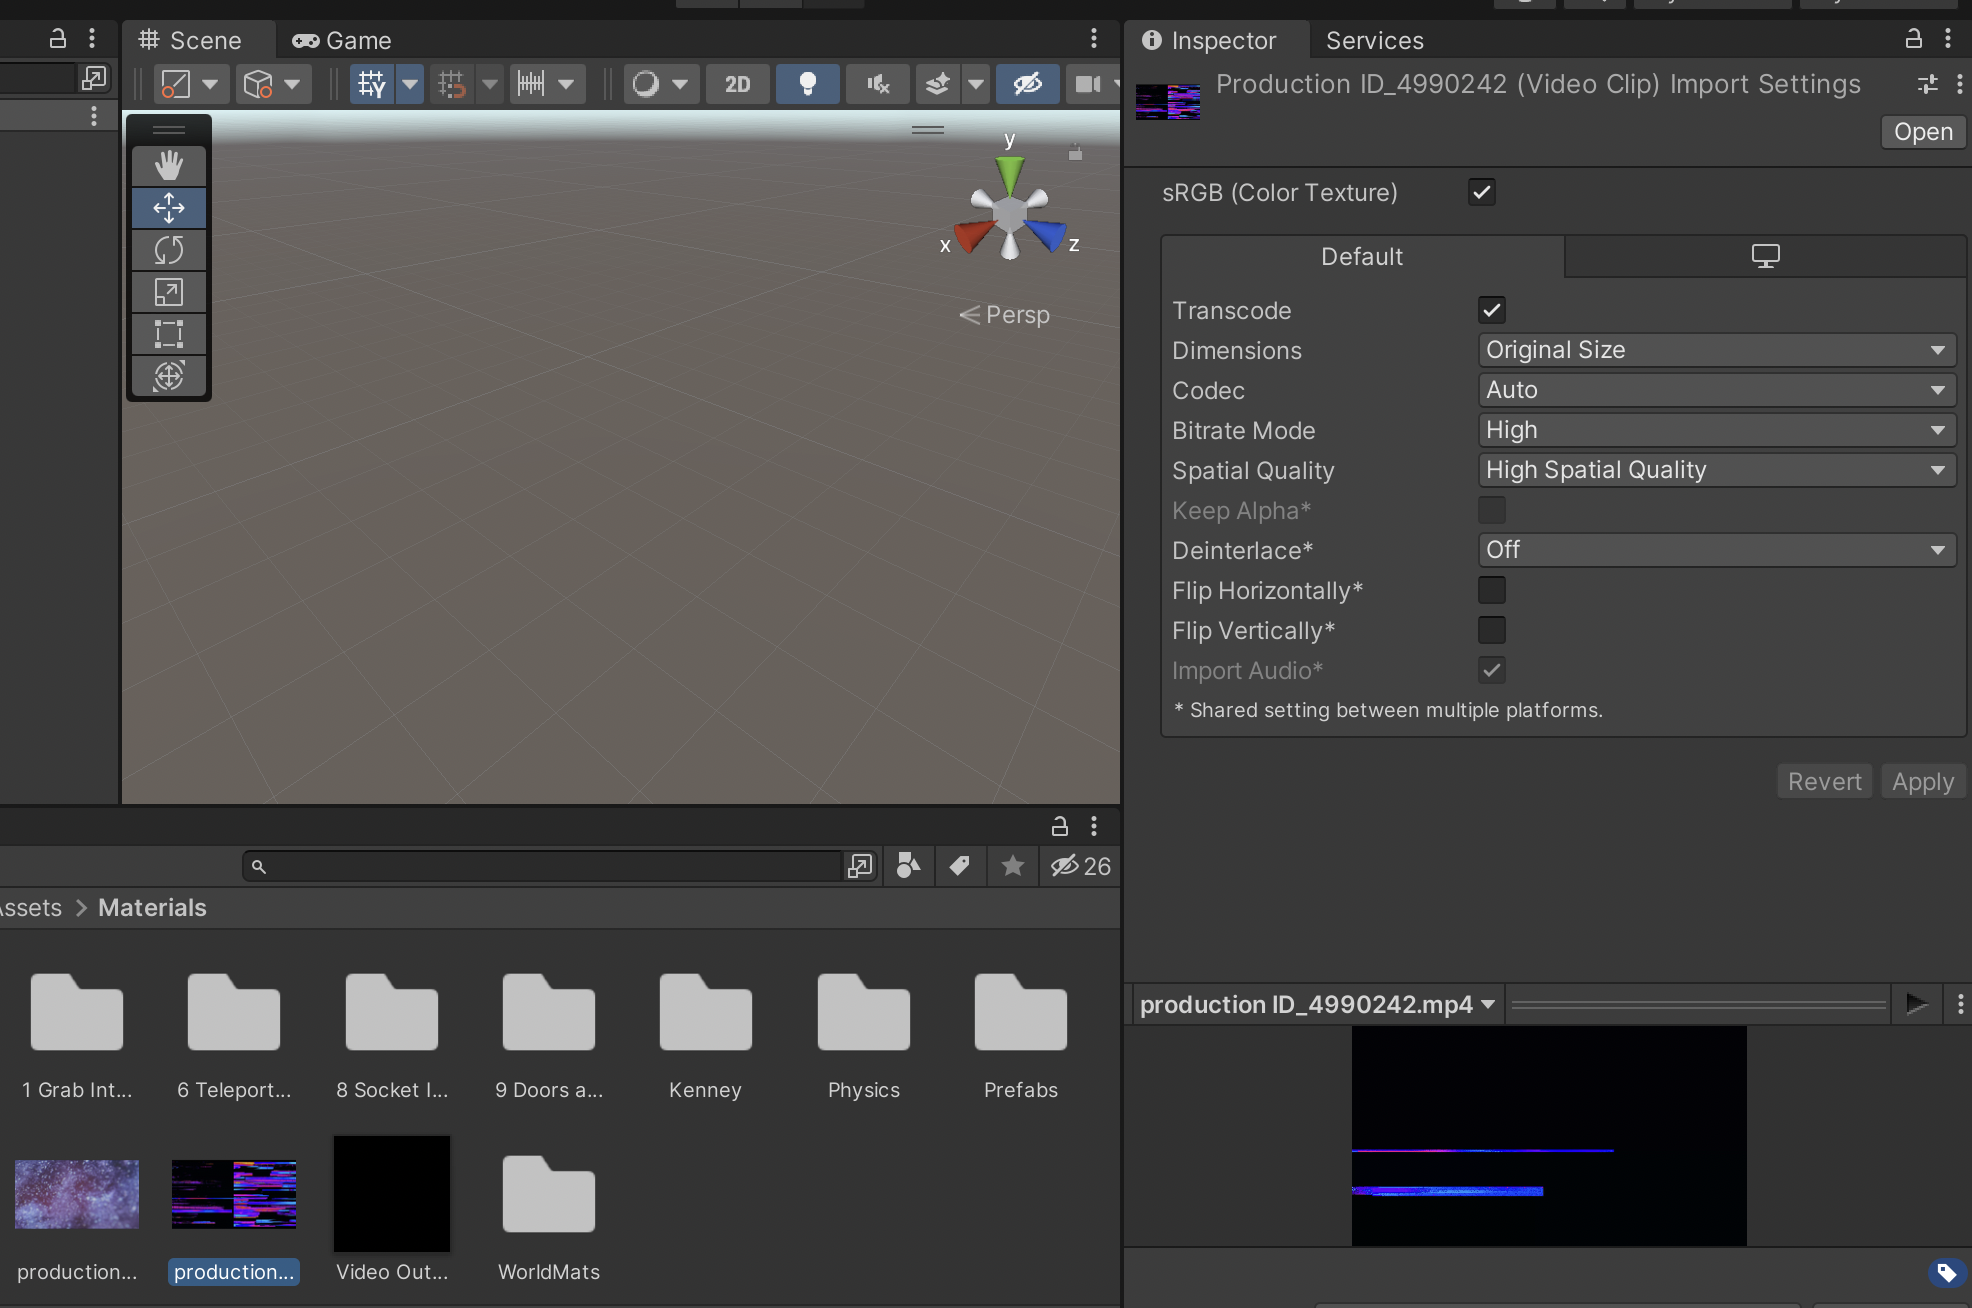 Scene
Game
Inspector
Services
2D
Production ID_4990242 (Video Clip) Import Settings
Open
y
x
z
Persp
sRGB (Color Texture)
Default
Transcode
Dimensions
Original Size
Codec
Auto
Bitrate Mode
High
Spatial Quality
High Spatial Quality
Keep Alpha*
Deinterlace*
Off
Flip Horizontally*
Flip Vertically*
Import Audio*
* Shared setting between multiple platforms.
Revert
Apply
26
Assets > Materials
1 Grab Int...
6 Teleport...
8 Socket I...
9 Doors a...
Kenney
Physics
Prefabs
production...
production...
Video Out...
WorldMats
production ID_4990242.mp4